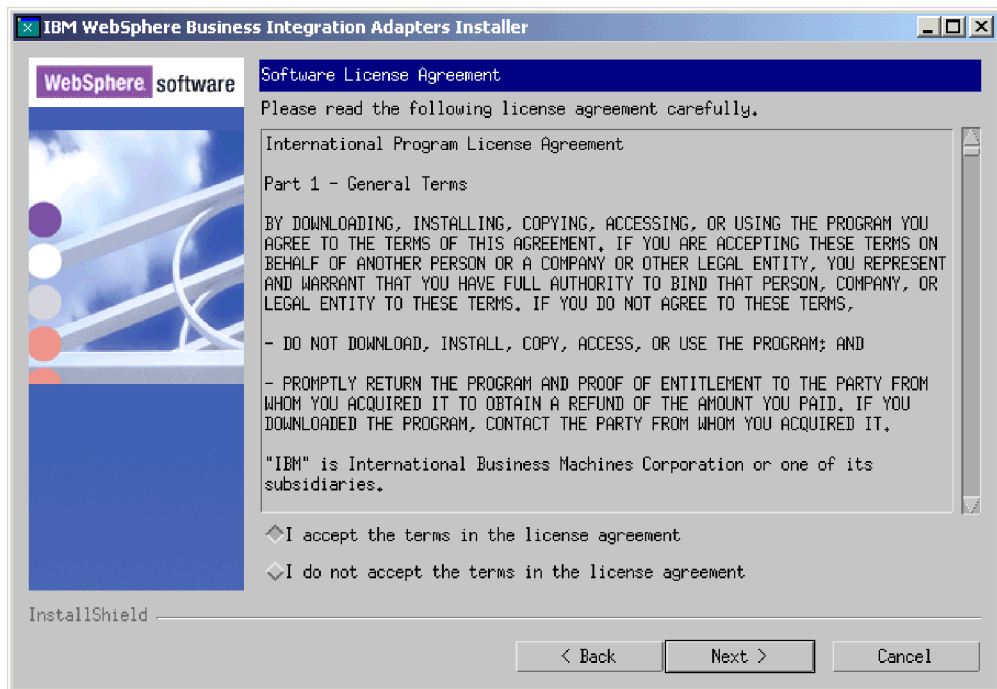 IBM WebSphere Business Integration Adapters Installer
WebSphere software
Software License Agreement
Please read the following license agreement carefully.
International Program License Agreement
Part 1 - General Terms
BY DOWNLOADING, INSTALLING, COPYING, ACCESSING, OR USING THE PROGRAM YOU
AGREE TO THE TERMS OF THIS AGREEMENT. IF YOU ARE ACCEPTING THESE TERMS ON
BEHALF OF ANOTHER PERSON OR A COMPANY OR OTHER LEGAL ENTITY, YOU REPRESENT
AND WARRANT THAT YOU HAVE FULL AUTHORITY TO BIND THAT PERSON, COMPANY, OR
LEGAL ENTITY TO THESE TERMS. IF YOU DO NOT AGREE TO THESE TERMS,
- DO NOT DOWNLOAD, INSTALL, COPY, ACCESS, OR USE THE PROGRAM; AND
- PROMPTLY RETURN THE PROGRAM AND PROOF OF ENTITLEMENT TO THE PARTY FROM
WHOM YOU ACQUIRED IT TO OBTAIN A REFUND OF THE AMOUNT YOU PAID. IF YOU
DOWNLOADED THE PROGRAM, CONTACT THE PARTY FROM WHOM YOU ACQUIRED IT.
"IBM" is International Business Machines Corporation or one of its
subsidiaries.
I accept the terms in the license agreement
I do not accept the terms in the license agreement
InstallShield
< Back
Next >
Cancel